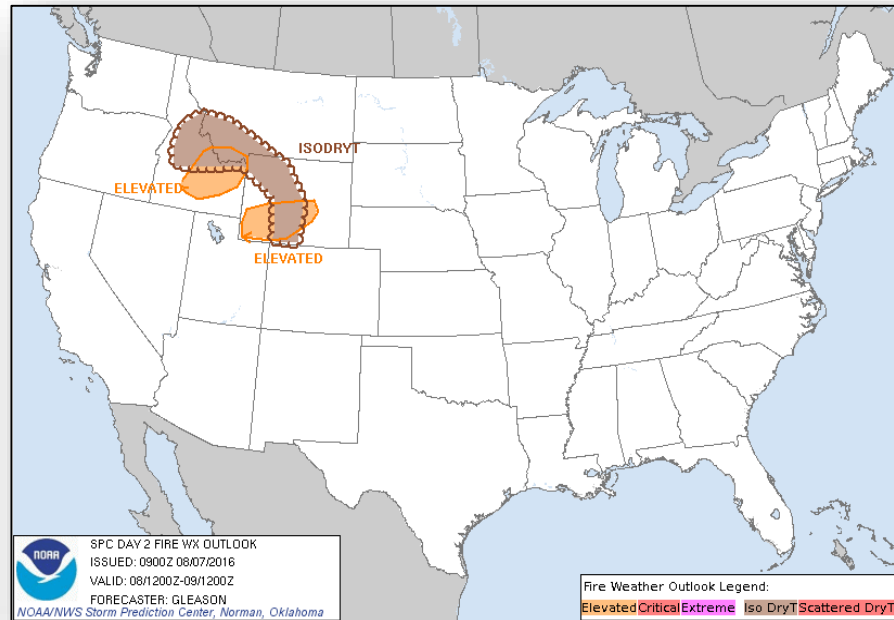 ISODRYT
ELEVATED
ELEVATED
NOAA
SPC DAY 2 FIRE WX OUTLOOK
ISSUED: 0900Z 08/07/2016
VALID: 08/1200Z-09/1200Z
FORECASTER: GLEASON
NOAA/NWS Storm Prediction Center, Norman, Oklahoma
Fire Weather Outlook Legend:
Elevated Critical Extreme Iso DryT Scattered DryT